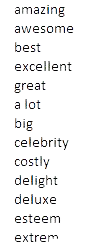 amazing
awesome
best
excellent
great
a lot
big
celebrity
costly
delight
deluxe
esteem
extrem